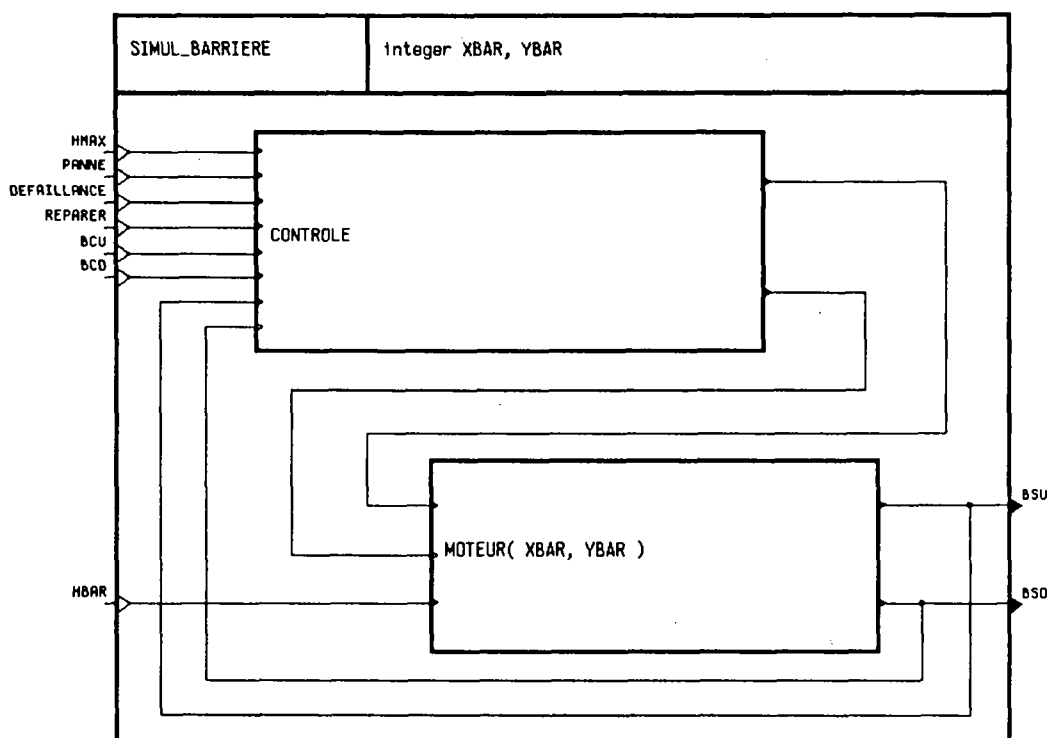 SIMUL_BARRIERE
integer XBAR, YBAR
HMAX
PANNE
DEFAILLANCE
REPARER
BCU
BCD
CONTROLE
MOTEUR( XBAR, YBAR )
HBAR
BSU
BSD